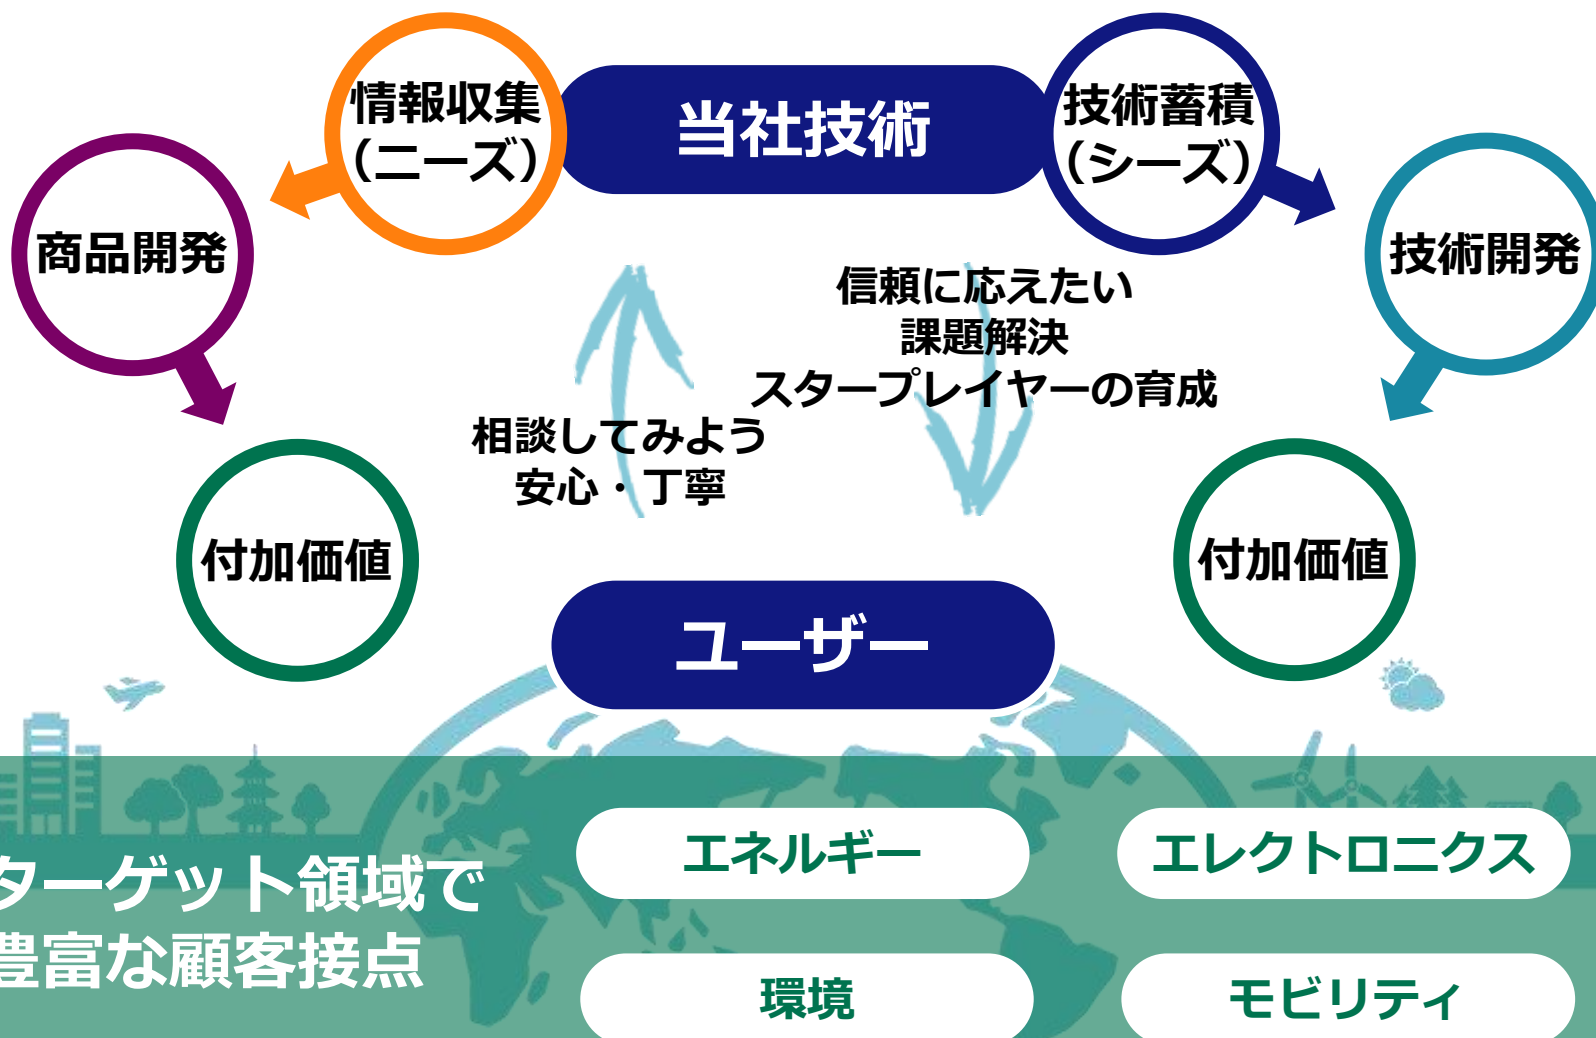 情報収集
（ニーズ）
当社技術
技術蓄積
（シーズ）
商品開発
技術開発
信頼に応えたい
課題解決
スタープレイヤーの育成
相談してみよう
安心・丁寧
付加価値
付加価値
ユーザー
ターゲット領域で
豊富な顧客接点
エネルギー
エレクトロニクス
環境
モビリティ